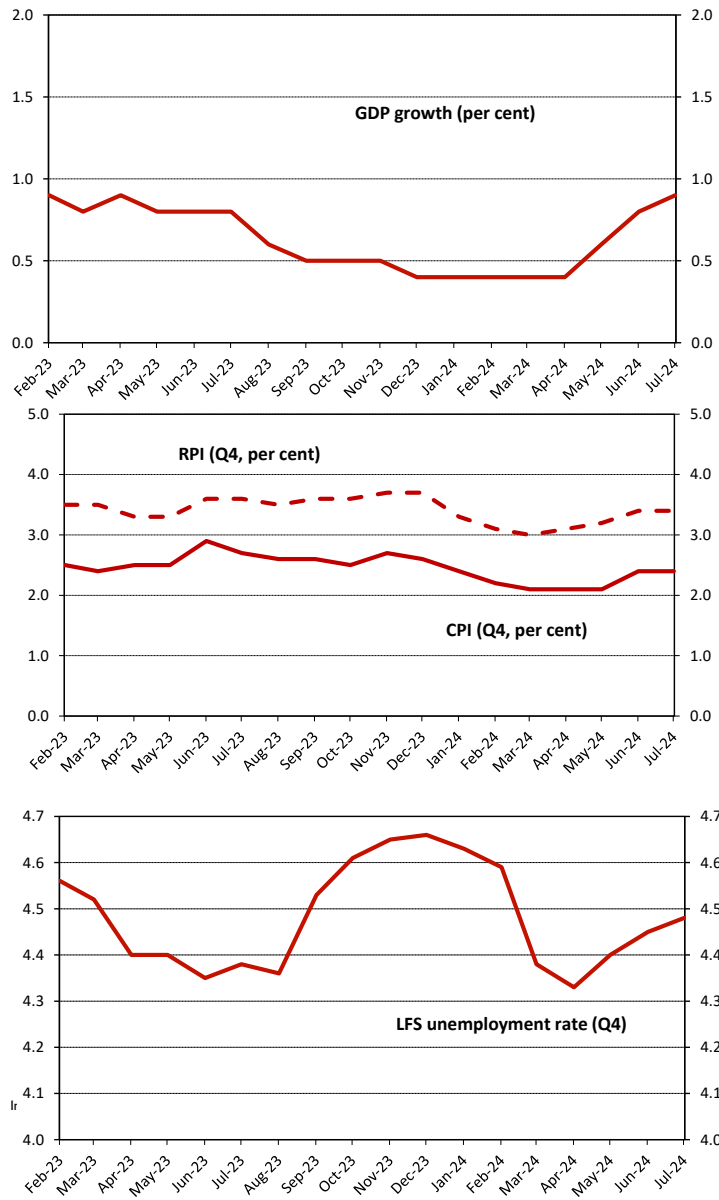 2.0 2.0
GDP growth (per cent)
1.5 1.5
1.0 1.0
0.5 0.5
0.0 0.0
Feb-23 Mar-23 Apr-23 May-23 Jun-23 Jul-23 Aug-23 Sep-23 Oct-23 Nov-23 Dec-23 Jan-24 Feb-24 Mar-24 Apr-24 May-24 Jun-24 Jul-24
5.0 5.0
RPI (Q4, per cent)
4.0 4.0
3.0 3.0
2.0 2.0
CPI (Q4, per cent)
1.0 1.0
0.0 0.0
Feb-23 Mar-23 Apr-23 May-23 Jun-23 Jul-23 Aug-23 Sep-23 Oct-23 Nov-23 Dec-23 Jan-24 Feb-24 Mar-24 Apr-24 May-24 Jun-24 Jul-24
4.7 4.7
4.6 4.6
4.5 4.5
4.4 4.4
4.3 4.3
LFS unemployment rate (Q4)
4.2 4.2
4.1 4.1
4.0 4.0
Feb-23 Mar-23 Apr-23 May-23 Jun-23 Jul-23 Aug-23 Sep-23 Oct-23 Nov-23 Dec-23 Jan-24 Feb-24 Mar-24 Apr-24 May-24 Jun-24 Jul-24